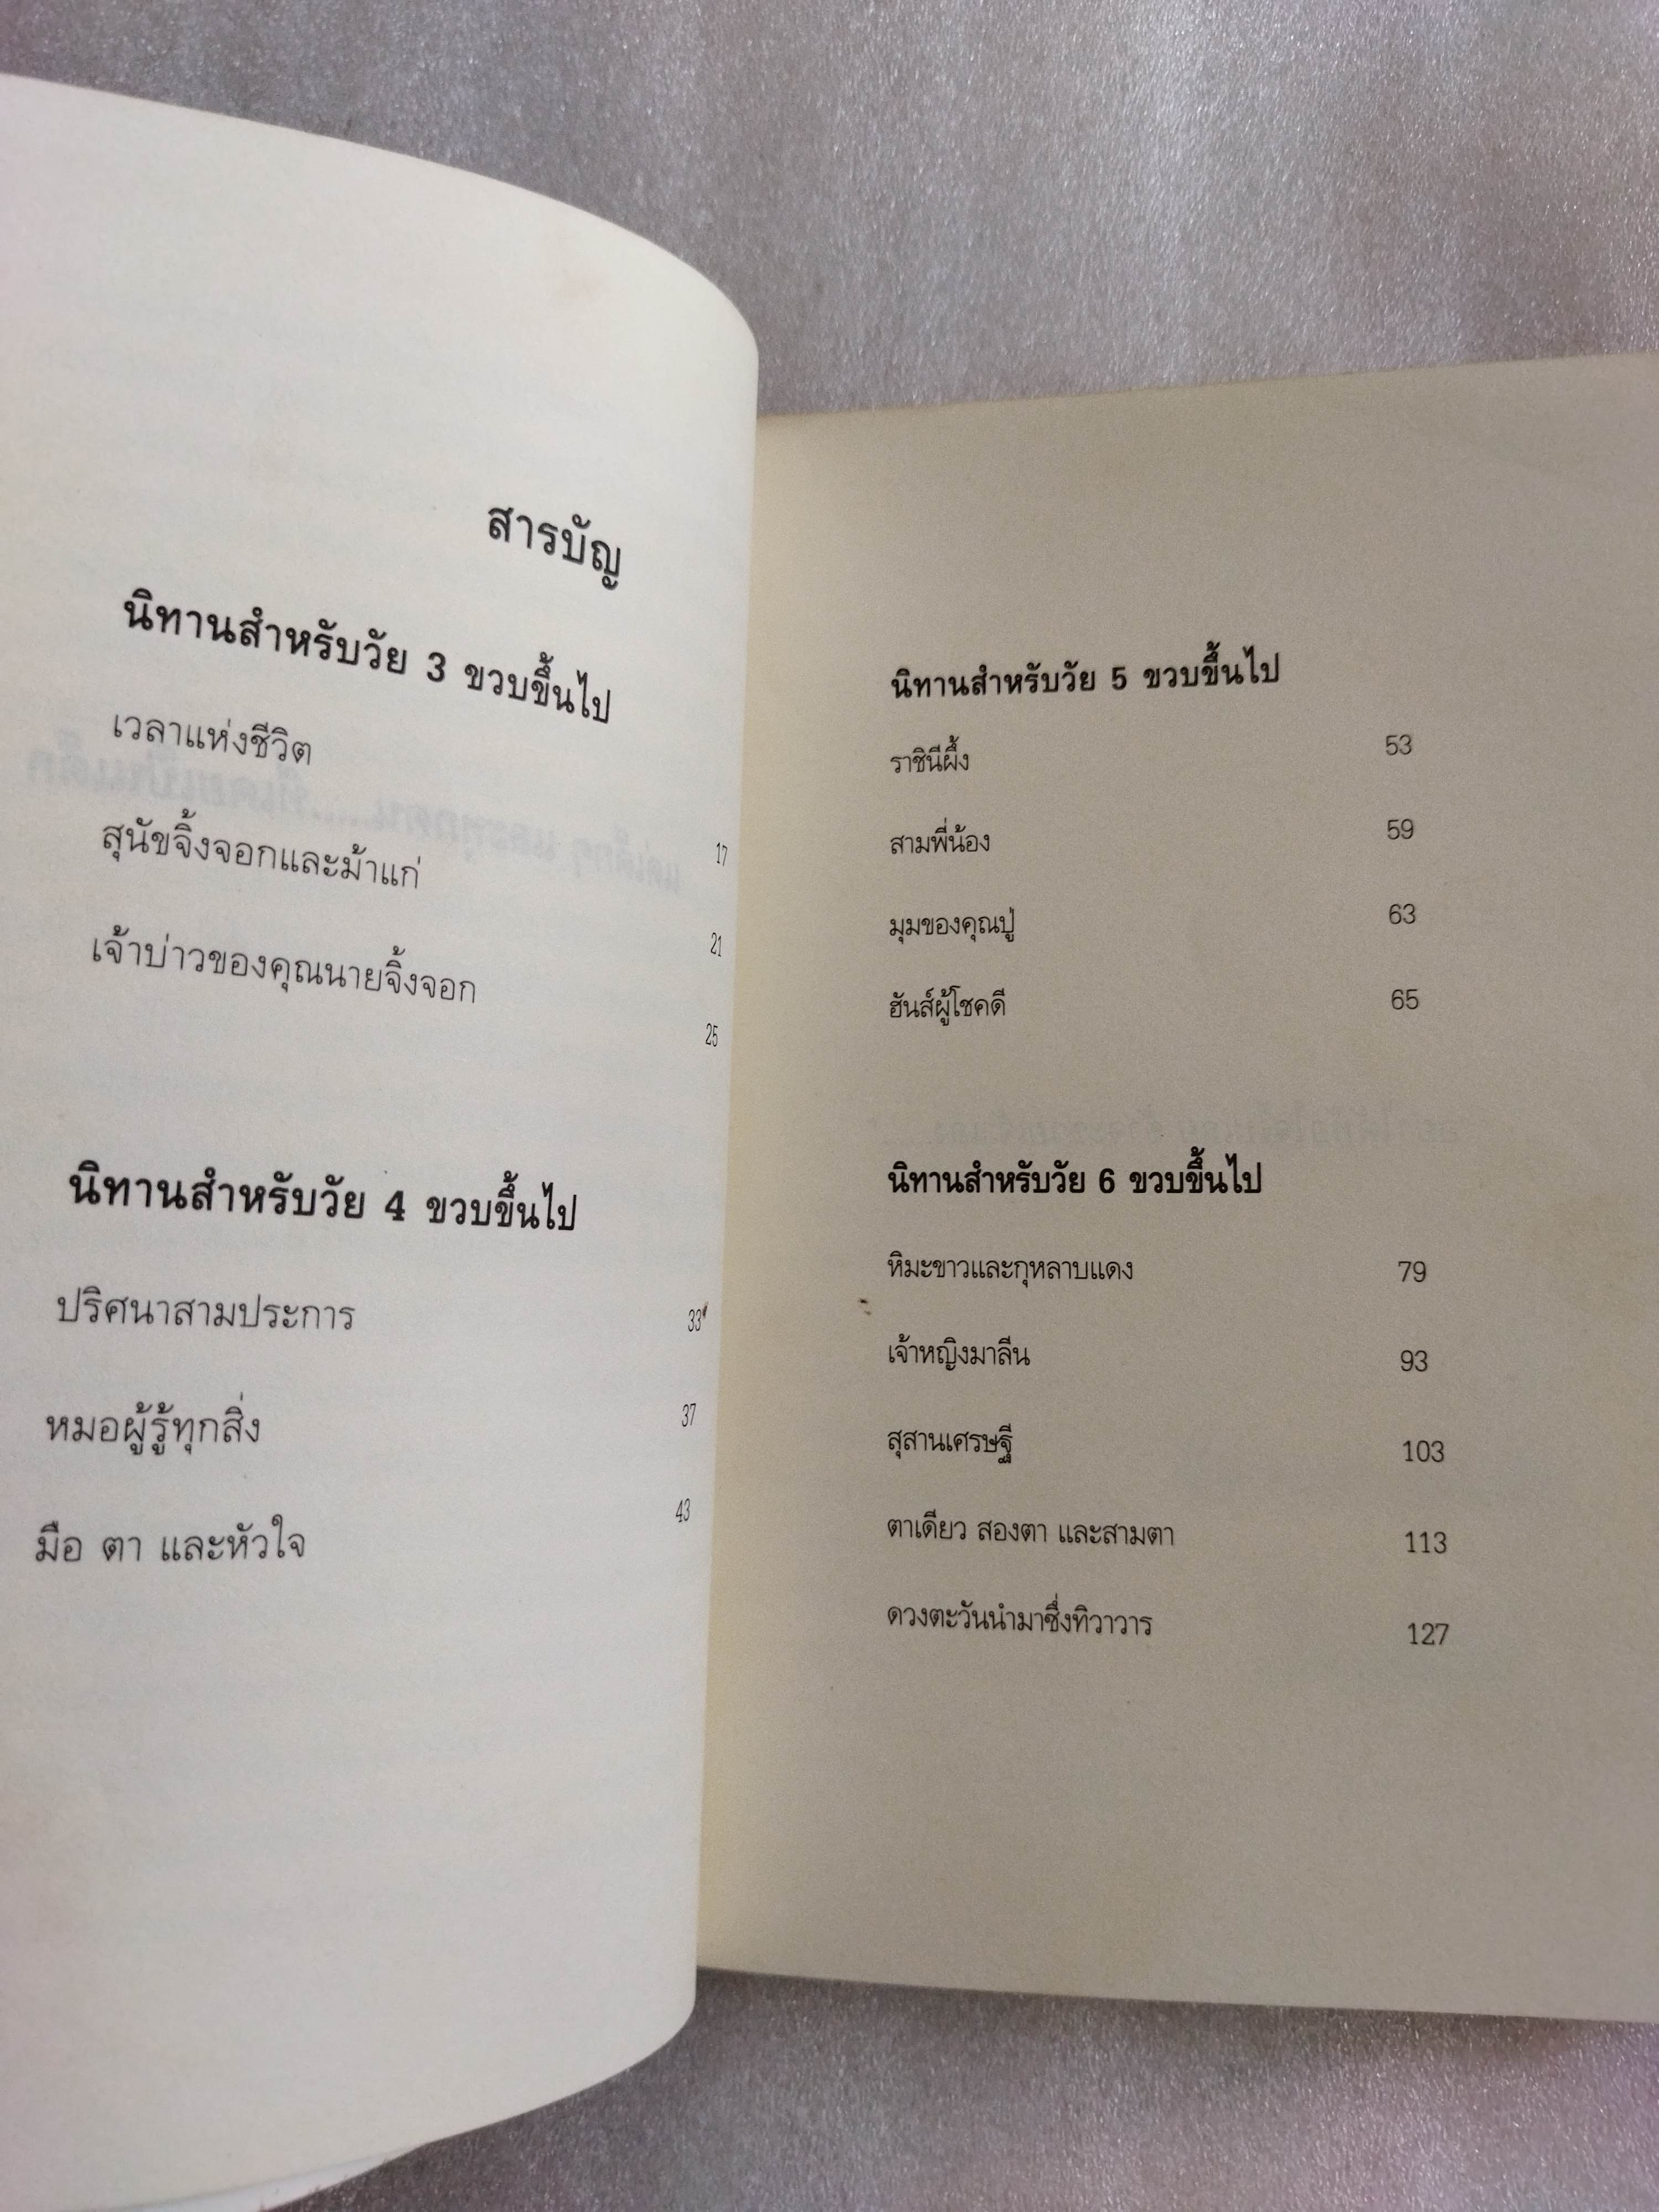 สารบัญ
นิทานสำหรับวัย 3 ขวบขึ้นไป
เวลาแห่งชีวิต 17
สุนัขจิ้งจอกและม้าแก่ 21
เจ้าบ่าวของคุณนายจิ้งจอก 25
นิทานสำหรับวัย 4 ขวบขึ้นไป
ปริศนาสามประการ 33
หมอผู้รู้ทุกสิ่ง 37
มือ ตา และหัวใจ 43
นิทานสำหรับวัย 5 ขวบขึ้นไป
ราชินีผึ้ง 53
สามพี่น้อง 59
มุมของคุณปู่ 63
ฮันส์ผู้โชคดี 65
นิทานสำหรับวัย 6 ขวบขึ้นไป
หิมะขาวและกุหลาบแดง 79
เจ้าหญิงมาลีน 93
สุสานเศรษฐี 103
ตาเดียว สองตา และสามตา 113
ดวงตะวันนำมาซึ่งทิวาวาร 127